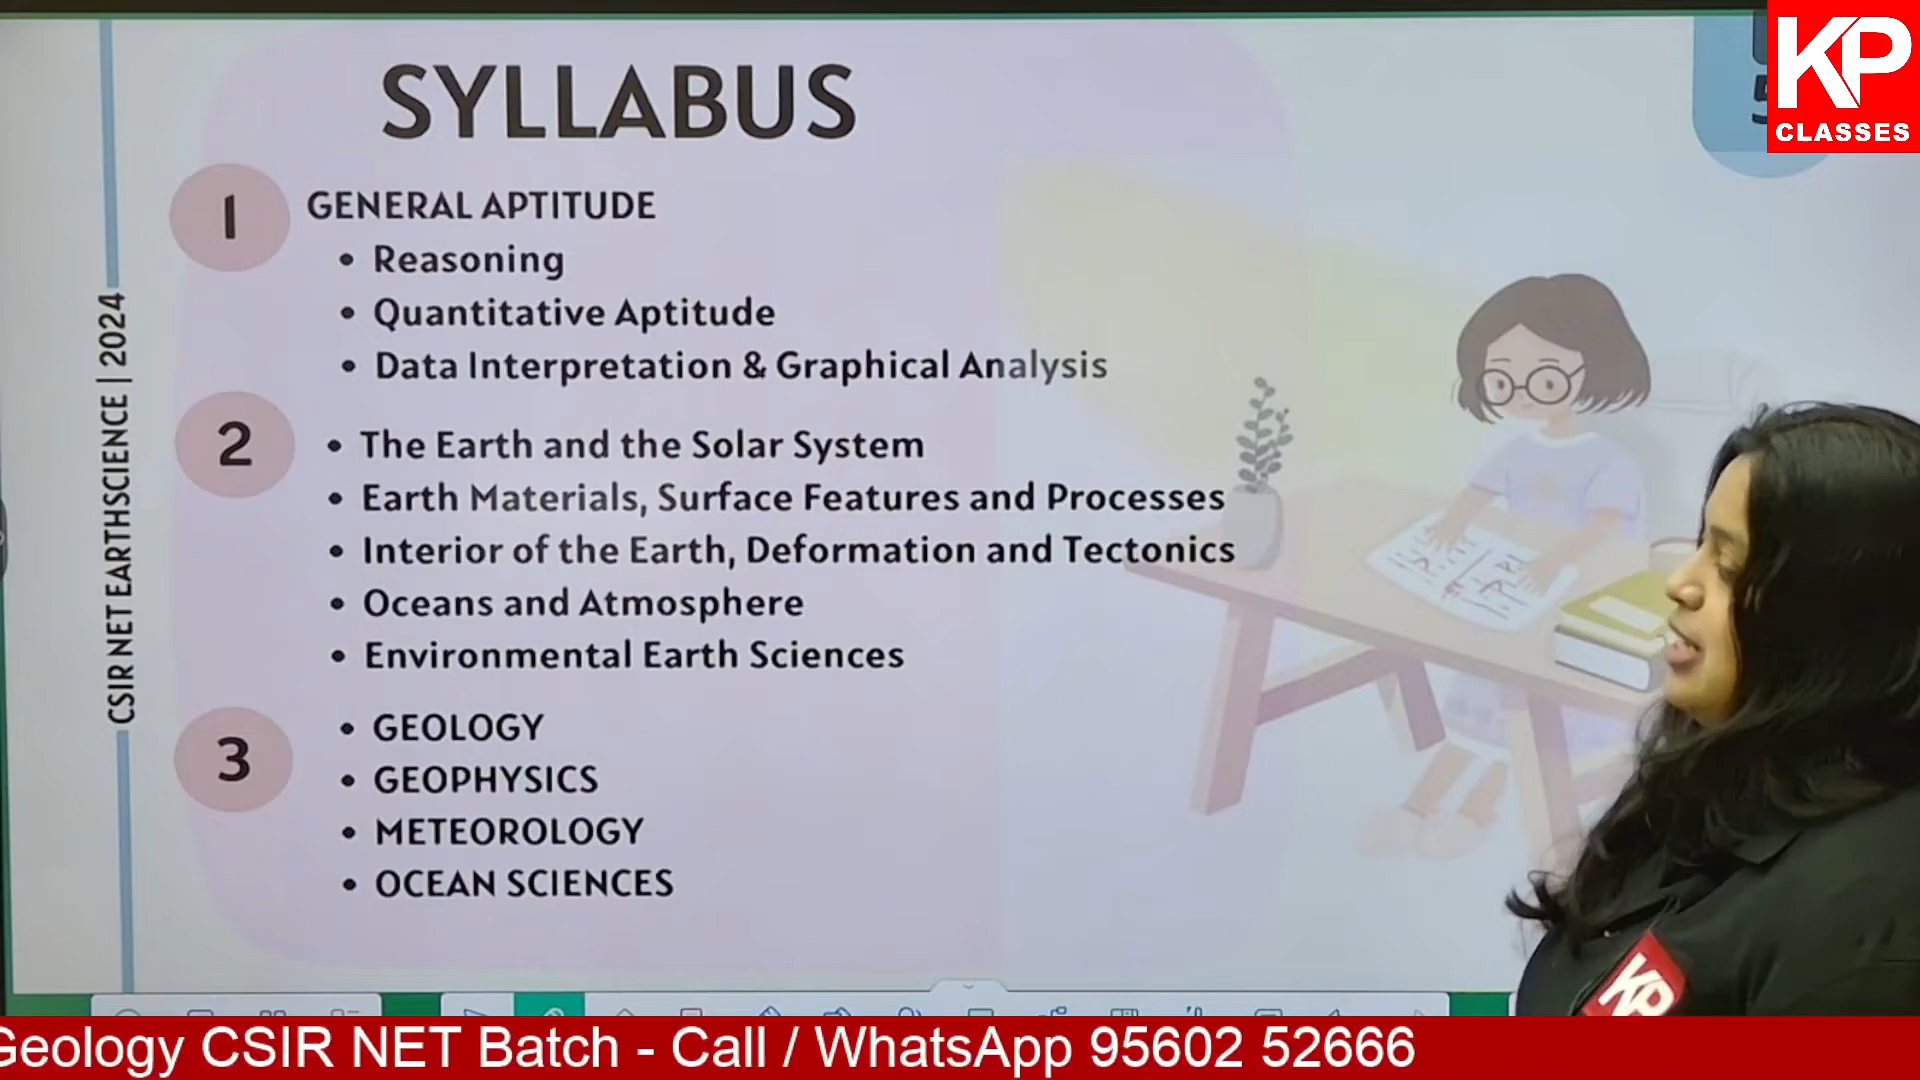 SYLLABUS
KP
CLASSES
1
GENERAL APTITUDE
• Reasoning
• Quantitative Aptitude
• Data Interpretation & Graphical Analysis
2
• The Earth and the Solar System
• Earth Materials, Surface Features and Processes
• Interior of the Earth, Deformation and Tectonics
• Oceans and Atmosphere
• Environmental Earth Sciences
3
• GEOLOGY
• GEOPHYSICS
• METEOROLOGY
• OCEAN SCIENCES
CSIR NET EARTHSCIENCE | 2024
KP
Geology CSIR NET Batch - Call / WhatsApp 95602 52666